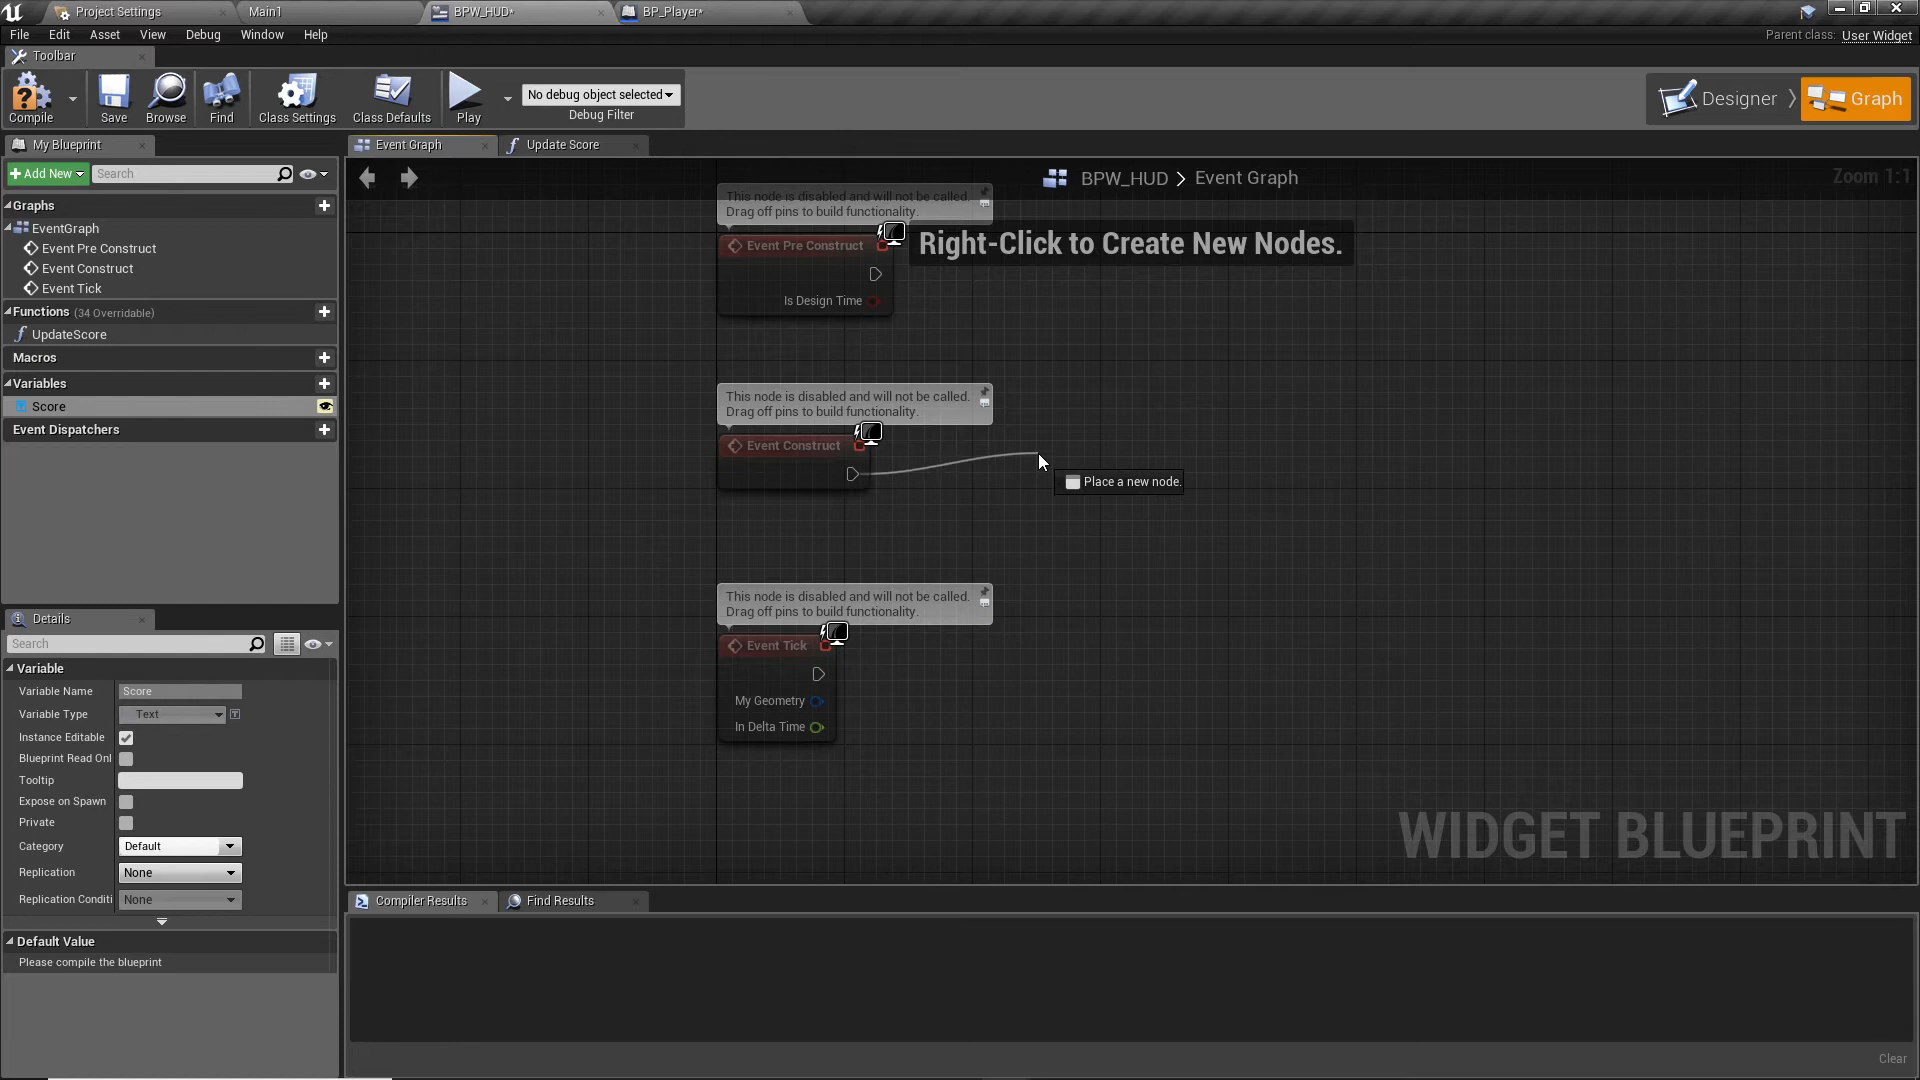 Project Settings
Main1
BPW_HUD*
BP_Player*
File
Edit
Asset
View
Debug
Window
Help
Parent class:
User Widget
Toolbar
Compile
Save
Browse
Find
Class Settings
Class Defaults
Play
No debug object selected
Debug Filter
Designer
Graph
My Blueprint
Event Graph
Update Score
Add New
Search
BPW_HUD > Event Graph
Zoom 1:1
Graphs
EventGraph
Event Pre Construct
Event Construct
Event Tick
Functions (34 Overridable)
UpdateScore
Macros
Variables
Score
Event Dispatchers
This node is disabled and will not be called.
Drag off pins to build functionality.
Event Pre Construct
Is Design Time
Right-Click to Create New Nodes.
This node is disabled and will not be called.
Drag off pins to build functionality.
Event Construct
Place a new node.
This node is disabled and will not be called.
Drag off pins to build functionality.
Event Tick
My Geometry
In Delta Time
WIDGET BLUEPRINT
Details
Search
Variable
Variable Name
Score
Variable Type
Text
Instance Editable
Blueprint Read Onl
Tooltip
Expose on Spawn
Private
Category
Default
Replication
None
Replication Conditi
None
Default Value
Please compile the blueprint
Compiler Results
Find Results
Clear